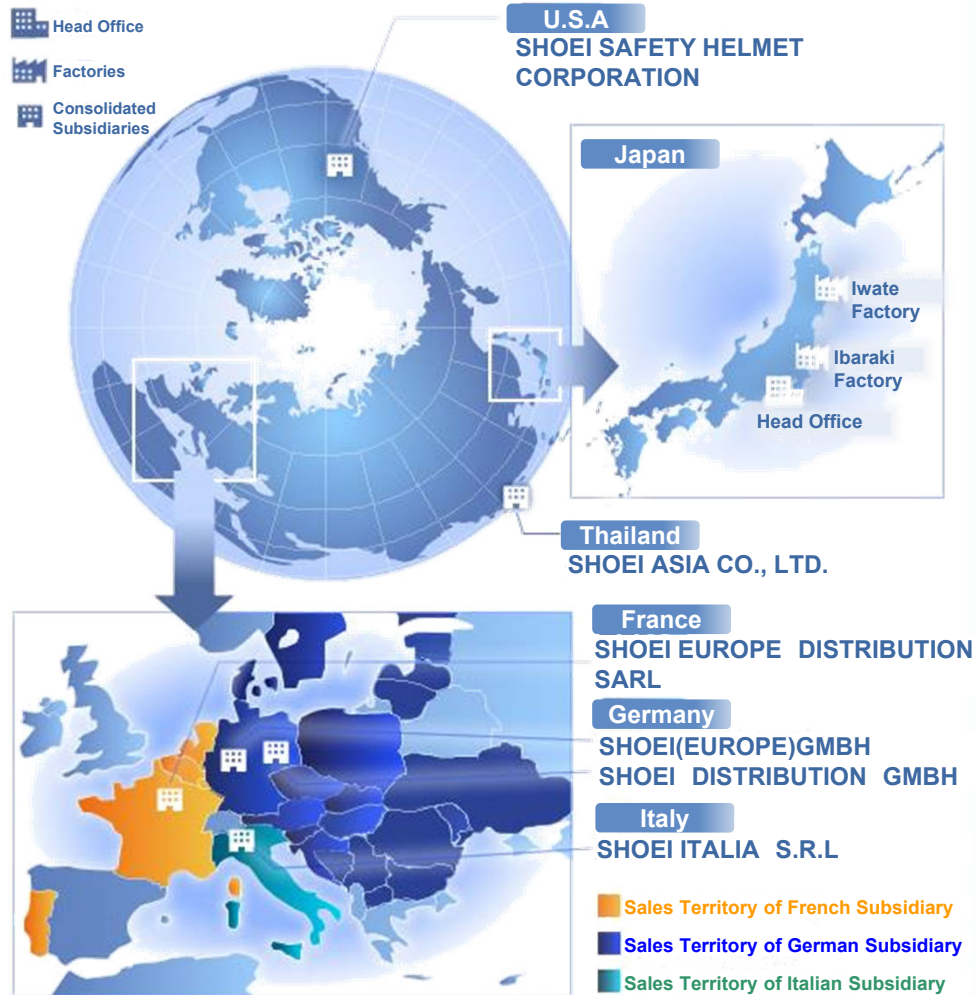 Head Office
Factories
Consolidated
Subsidiaries
U.S.A
SHOEI SAFETY HELMET
CORPORATION
Japan
Iwate
Factory
Ibaraki
Factory
Head Office
Thailand
SHOEI ASIA CO., LTD.
France
SHOEI EUROPE DISTRIBUTION
SARL
Germany
SHOEI(EUROPE)GMBH
SHOEI DISTRIBUTION GMBH
Italy
SHOEI ITALIA S.R.L
Sales Territory of French Subsidiary
Sales Territory of German Subsidiary
Sales Territory of Italian Subsidiary